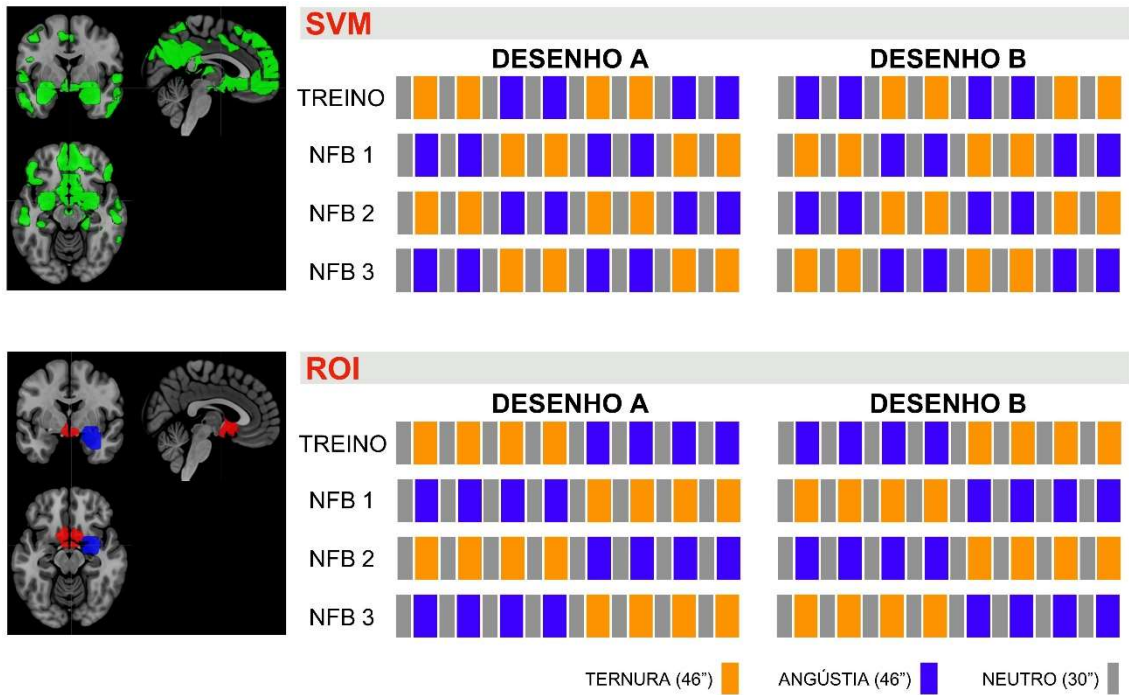 SVM
DESENHO A DESENHO B
TREINO
NFB 1
NFB 2
NFB 3
ROI
DESENHO A DESENHO B
TREINO
NFB 1
NFB 2
NFB 3
TERNURA (46”) ANGÚSTIA (46”) NEUTRO (30”)